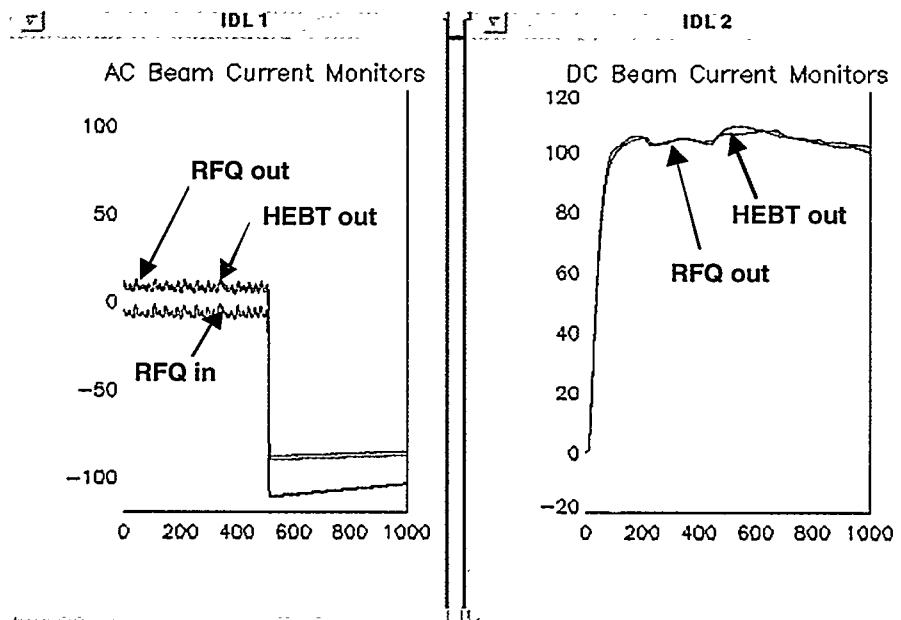 IDL 1
AC Beam Current Monitors
100
50
0
−50
−100
RFQ out
HEBT out
RFQ in
0 200 400 600 800 1000
IDL 2
DC Beam Current Monitors
120
100
80
60
40
20
0
−20
HEBT out
RFQ out
0 200 400 600 800 1000